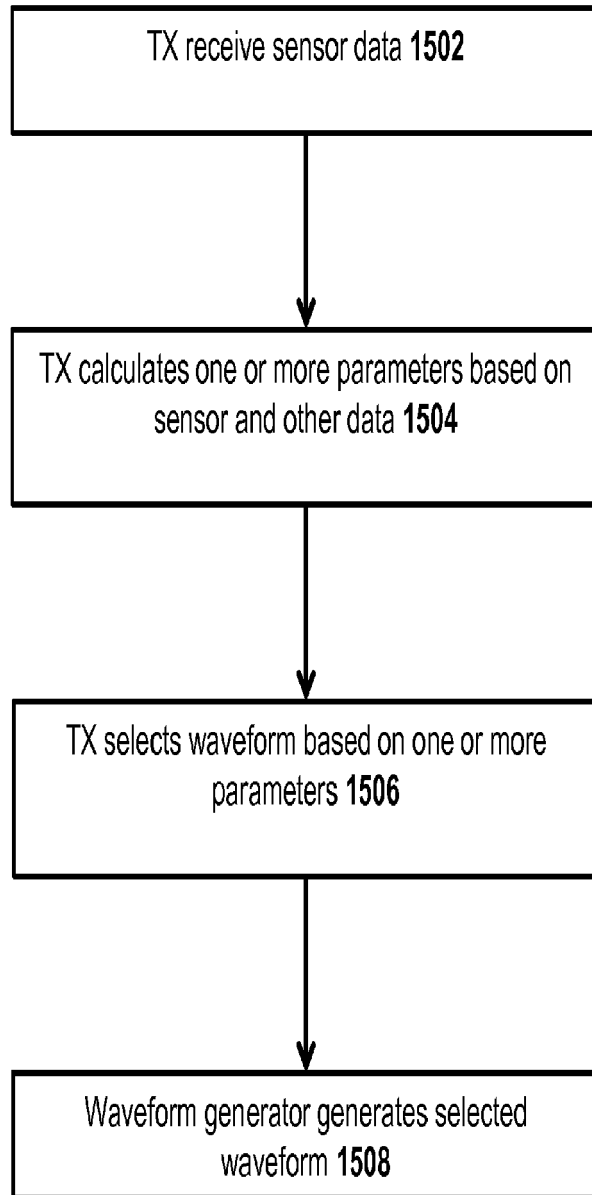 TX receive sensor data 1502
TX calculates one or more parameters based on
sensor and other data 1504
TX selects waveform based on one or more
parameters 1506
Waveform generator generates selected
waveform 1508